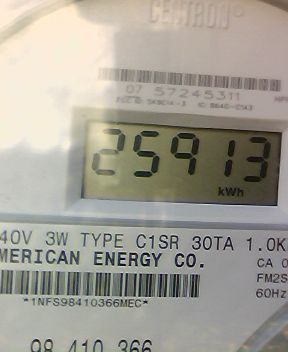 CENTRON®
07 57245311
25913
kWh
40V 3W TYPE C1SR 30TA 1.0K
MERICAN ENERGY CO.
CA 0
FM2S
60Hz
*1NFS98410366MEC*
98 410 366